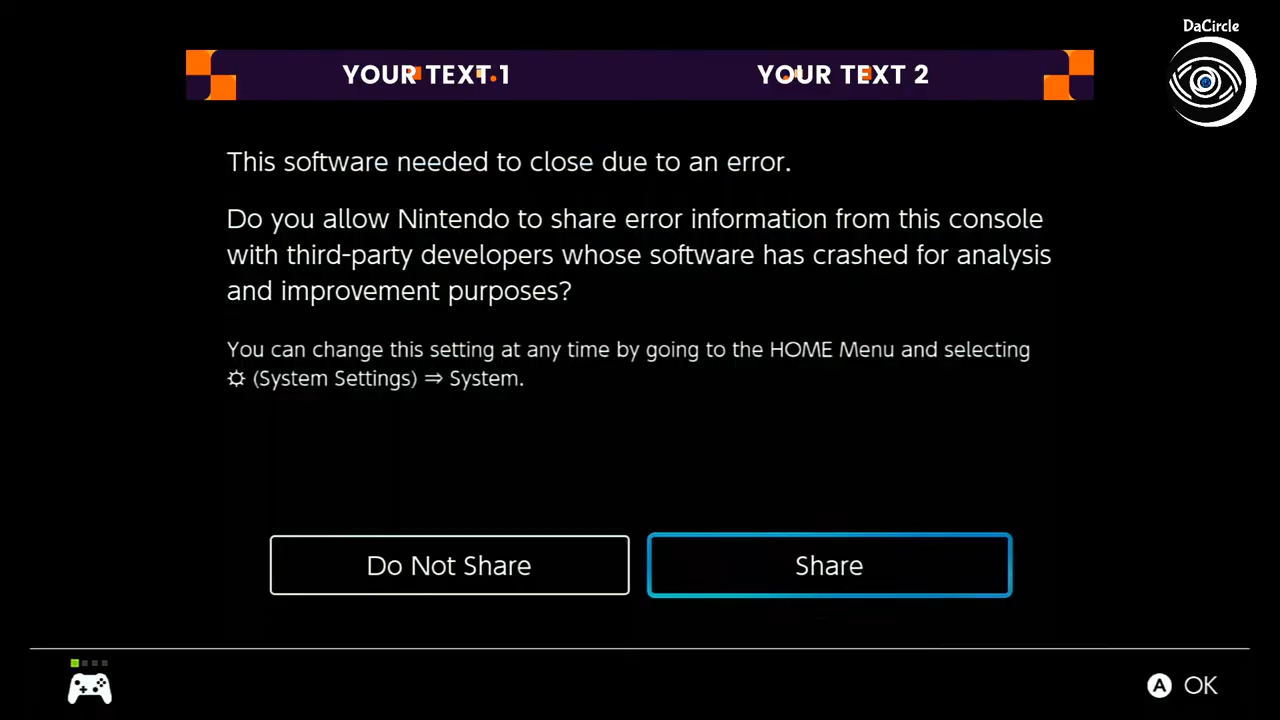 DaCircle
YOUR TEXT 1
YOUR TEXT 2
This software needed to close due to an error.
Do you allow Nintendo to share error information from this console
with third-party developers whose software has crashed for analysis
and improvement purposes?
You can change this setting at any time by going to the HOME Menu and selecting
(System Settings) ⇒ System.
Do Not Share
Share
A OK